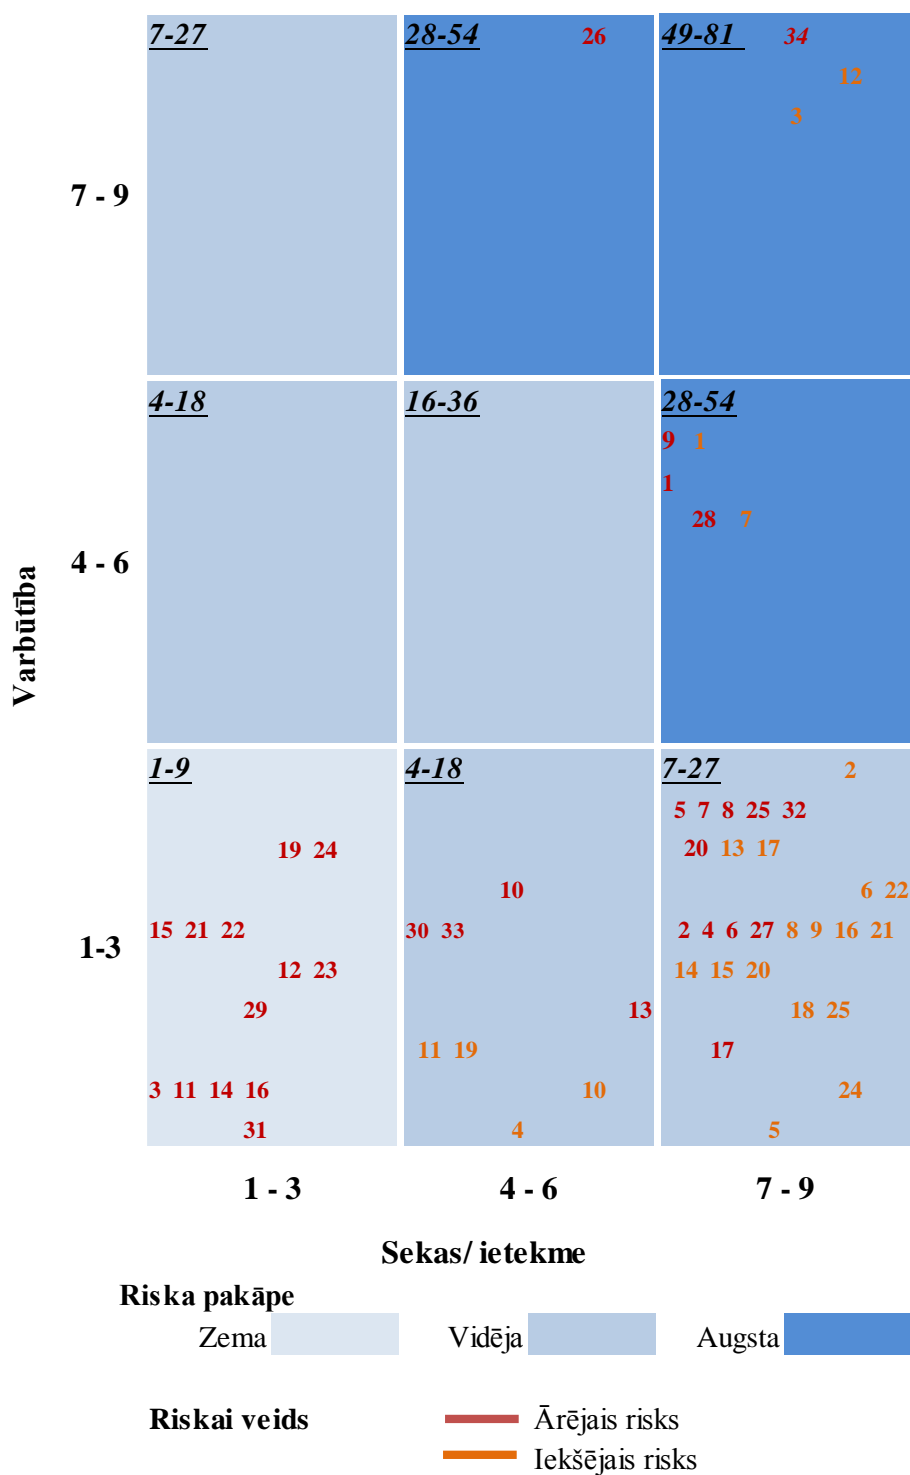 7-27 28-54 26 49-81 34
12
3
7 - 9
4-18 16-36 28-54
9 1
1
28 7
4 - 6
Varbūtība
1-9 4-18 7-27 2
5 7 8 25 32
19 24 20 13 17
10 6 22
15 21 22 30 33 2 4 6 27 8 9 16 21
1-3
12 23 14 15 20
29 13 18 25
11 19 17
3 11 14 16 10 24
31 4 5
1 - 3 4 - 6 7 - 9
Sekas/ ietekme
Riska pakāpe
Zema Vidēja Augsta
Riskai veids Ārējais risks
Iekšējais risks